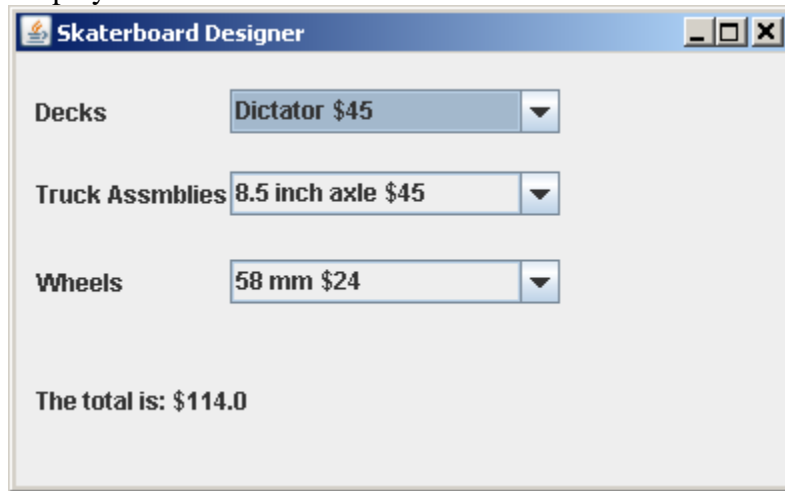 Skaterboard Designer
Decks Dictator $45
Truck Assmblies 8.5 inch axle $45
Wheels 58 mm $24
The total is: $114.0